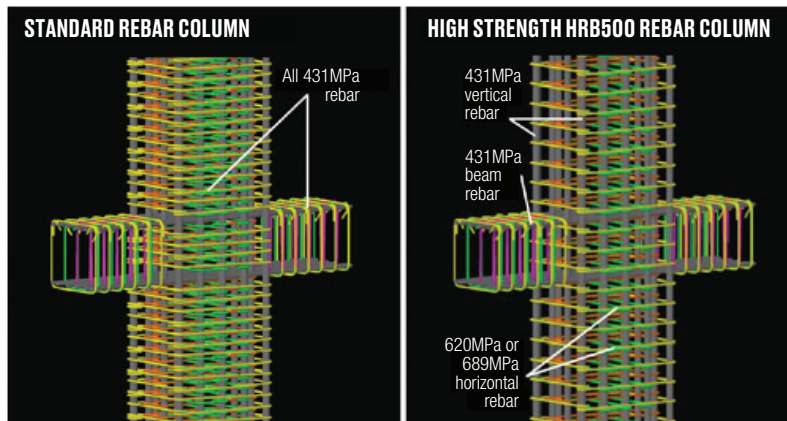 STANDARD REBAR COLUMN
All 431MPa
rebar
HIGH STRENGTH HRB500 REBAR COLUMN
431MPa
vertical
rebar
431MPa
beam
rebar
620MPa or
689MPa
horizontal
rebar